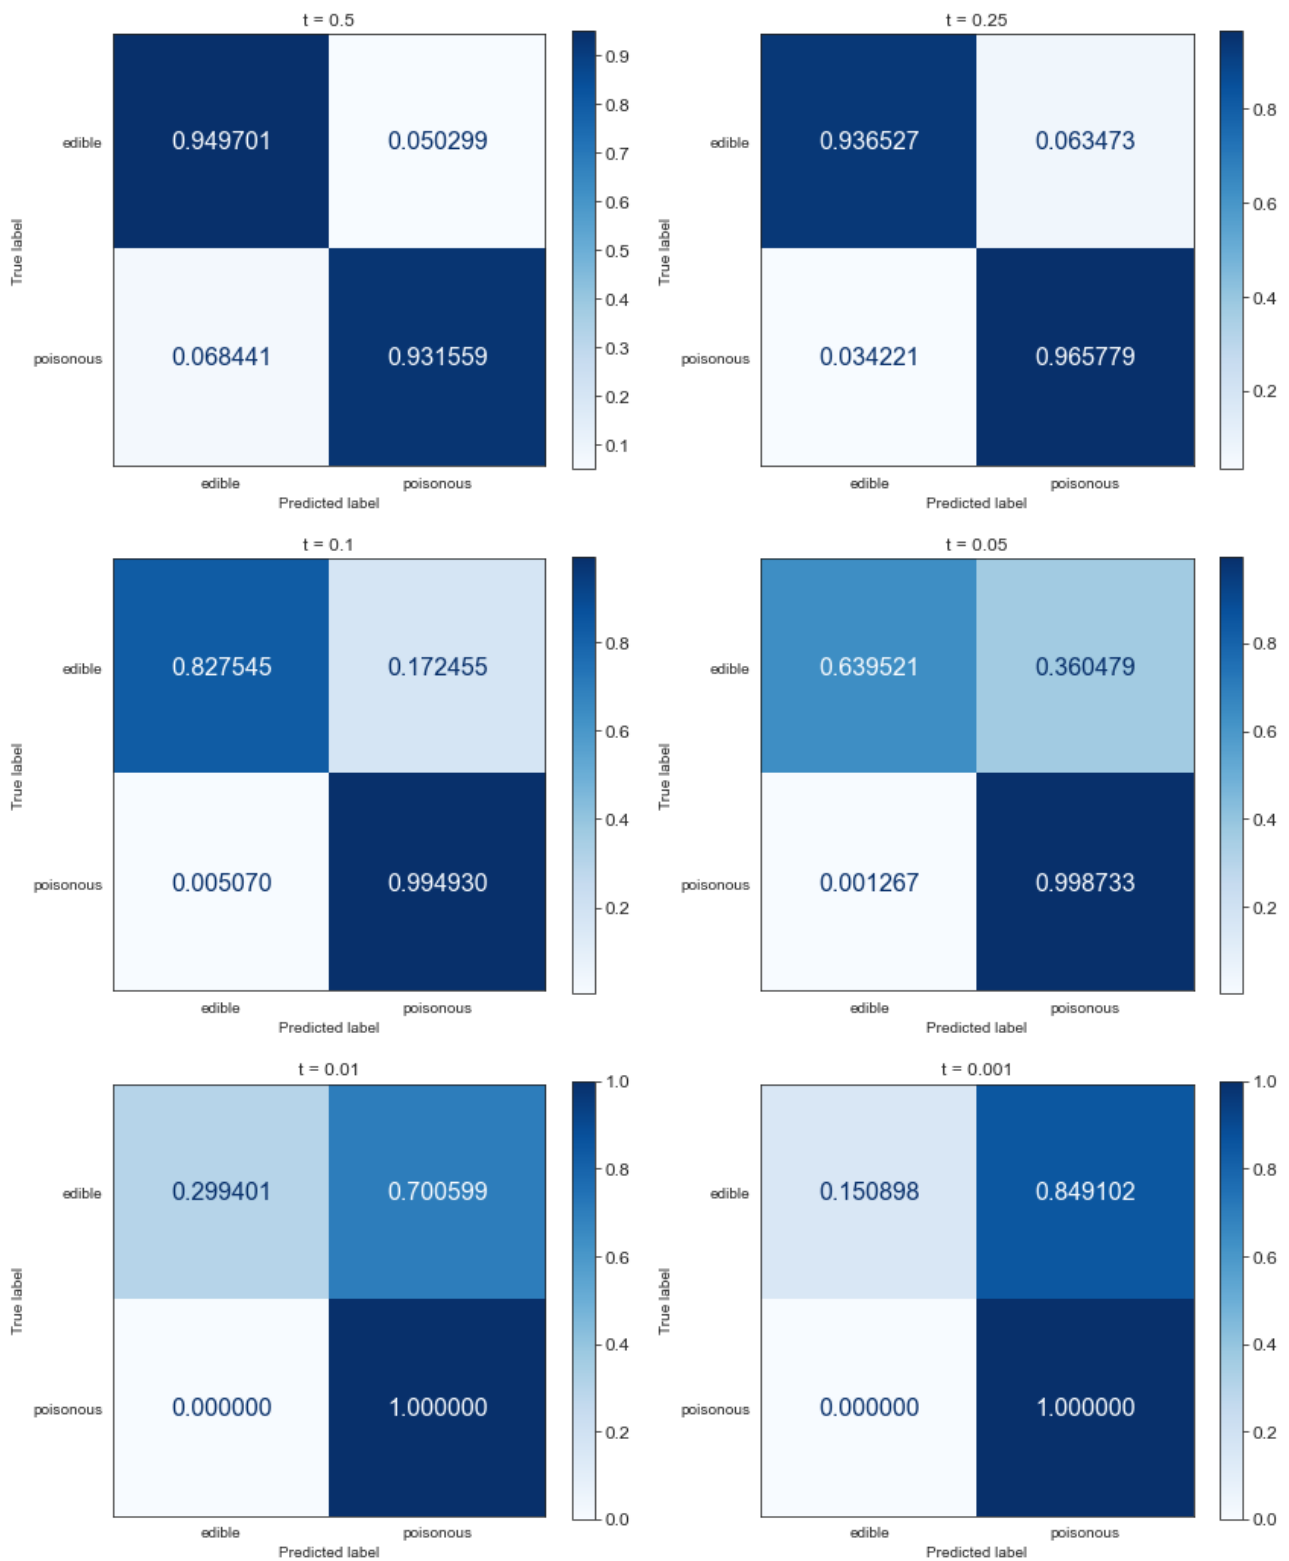 t = 0.5
0.9
0.8
0.7
0.6
0.5
0.4
0.3
0.2
0.1
edible
poisonous
True label
0.949701 0.050299
0.068441 0.931559
edible poisonous
Predicted label
t = 0.25
0.8
0.6
0.4
0.2
edible
poisonous
True label
0.936527 0.063473
0.034221 0.965779
edible poisonous
Predicted label
t = 0.1
0.8
0.6
0.4
0.2
edible
poisonous
True label
0.827545 0.172455
0.005070 0.994930
edible poisonous
Predicted label
t = 0.05
0.8
0.6
0.4
0.2
edible
poisonous
True label
0.639521 0.360479
0.001267 0.998733
edible poisonous
Predicted label
t = 0.01
1.0
0.8
0.6
0.4
0.2
0.0
edible
poisonous
True label
0.299401 0.700599
0.000000 1.000000
edible poisonous
Predicted label
t = 0.001
1.0
0.8
0.6
0.4
0.2
0.0
edible
poisonous
True label
0.150898 0.849102
0.000000 1.000000
edible poisonous
Predicted label